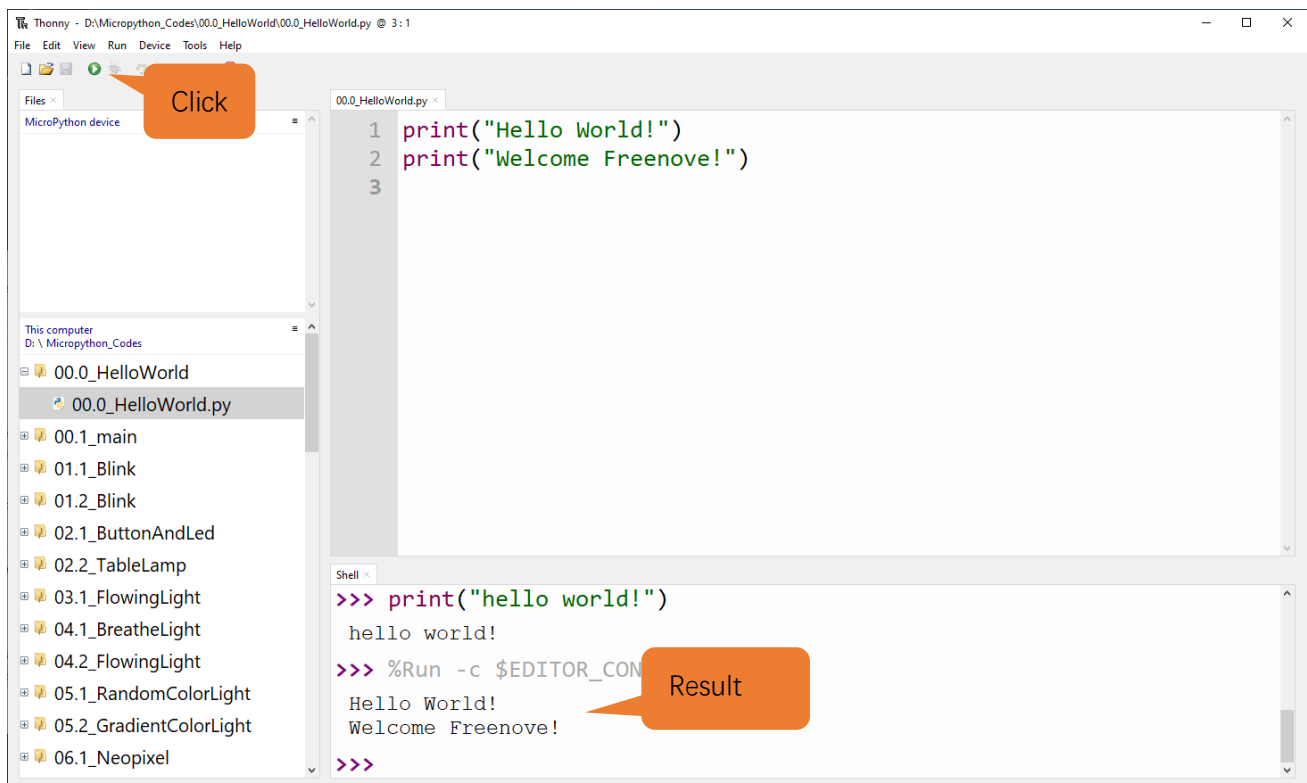 Thonny - D:\Micropython_Codes\00.0_HelloWorld\00.0_HelloWorld.py @ 3 : 1
File Edit View Run Device Tools Help
Click
Files
MicroPython device
This computer
D: \ Micropython_Codes
00.0_HelloWorld
00.0_HelloWorld.py
00.1_main
01.1_Blink
01.2_Blink
02.1_ButtonAndLed
02.2_TableLamp
03.1_FlowingLight
04.1_BreatheLight
04.2_FlowingLight
05.1_RandomColorLight
05.2_GradientColorLight
06.1_Neopixel
00.0_HelloWorld.py
1 print("Hello World!")
2 print("Welcome Freenove!")
3
Shell
>>> print("hello world!")
hello world!
>>> %Run -c $EDITOR_CON
Result
Hello World!
Welcome Freenove!
>>>